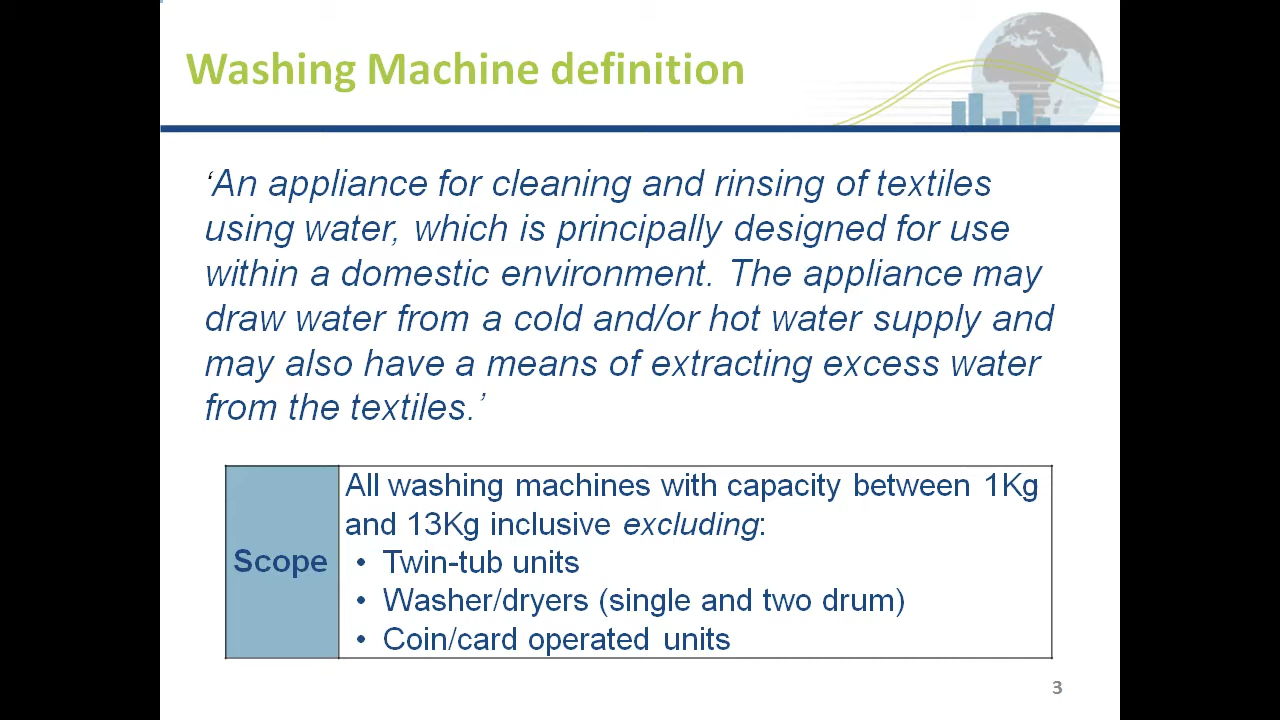 Washing Machine definition
‘An appliance for cleaning and rinsing of textiles
using water, which is principally designed for use
within a domestic environment. The appliance may
draw water from a cold and/or hot water supply and
may also have a means of extracting excess water
from the textiles.’
Scope
All washing machines with capacity between 1Kg
and 13Kg inclusive excluding:
• Twin-tub units
• Washer/dryers (single and two drum)
• Coin/card operated units
3